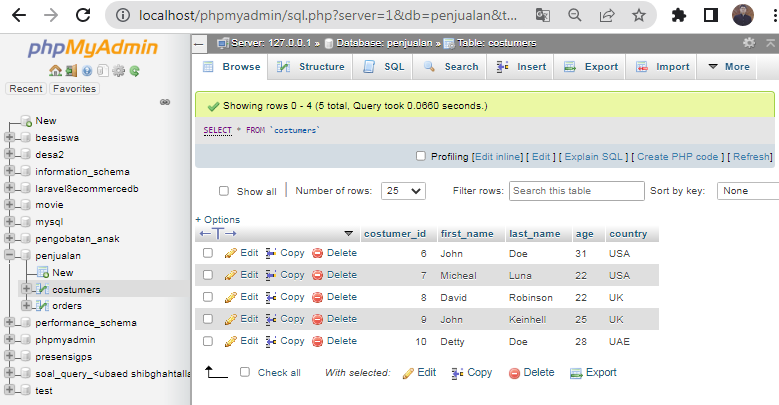 localhost/phpmyadmin/sql.php?server=1&db=penjualan&t...
phpMyAdmin
Recent Favorites
New
beasiswa
desa2
information_schema
laravel8ecommercedb
movie
mysql
pengobatan_anak
penjualan
New
costumers
orders
performance_schema
phpmyadmin
presensigps
soal_query_<ubaed shibghahtalla
test
Server: 127.0.0.1 » Database: penjualan » Table: costumers
Browse Structure SQL Search Insert Export Import More
Showing rows 0 - 4 (5 total, Query took 0.0660 seconds.)
SELECT * FROM `costumers`
Profiling [Edit inline] [ Edit ] [ Explain SQL ] [ Create PHP code ] [ Refresh]
Show all Number of rows: 25 Filter rows: Search this table Sort by key: None
+ Options
costumer_id first_name last_name age country
Edit Copy Delete 6 John Doe 31 USA
Edit Copy Delete 7 Micheal Luna 22 USA
Edit Copy Delete 8 David Robinson 22 UK
Edit Copy Delete 9 John Keinhell 25 UK
Edit Copy Delete 10 Detty Doe 28 UAE
Check all With selected: Edit Copy Delete Export